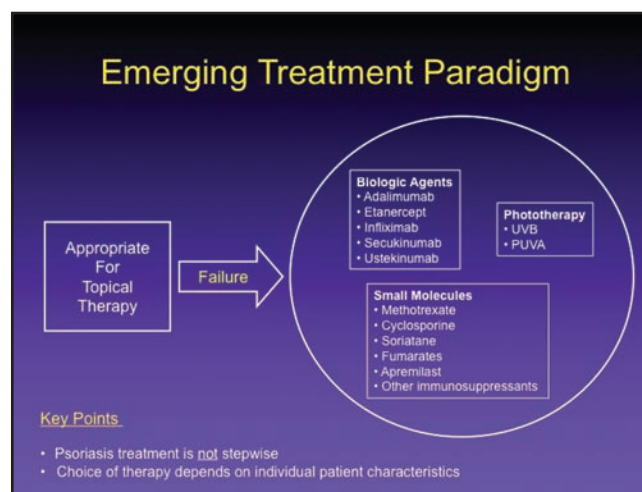 Emerging Treatment Paradigm
Appropriate
For
Topical
Therapy
Failure
Biologic Agents
• Adalimumab
• Etanercept
• Infliximab
• Secukinumab
• Ustekinumab
Phototherapy
• UVB
• PUVA
Small Molecules
• Methotrexate
• Cyclosporine
• Soriatane
• Fumarates
• Apremilast
• Other immunosuppressants
Key Points
• Psoriasis treatment is not stepwise
• Choice of therapy depends on individual patient characteristics